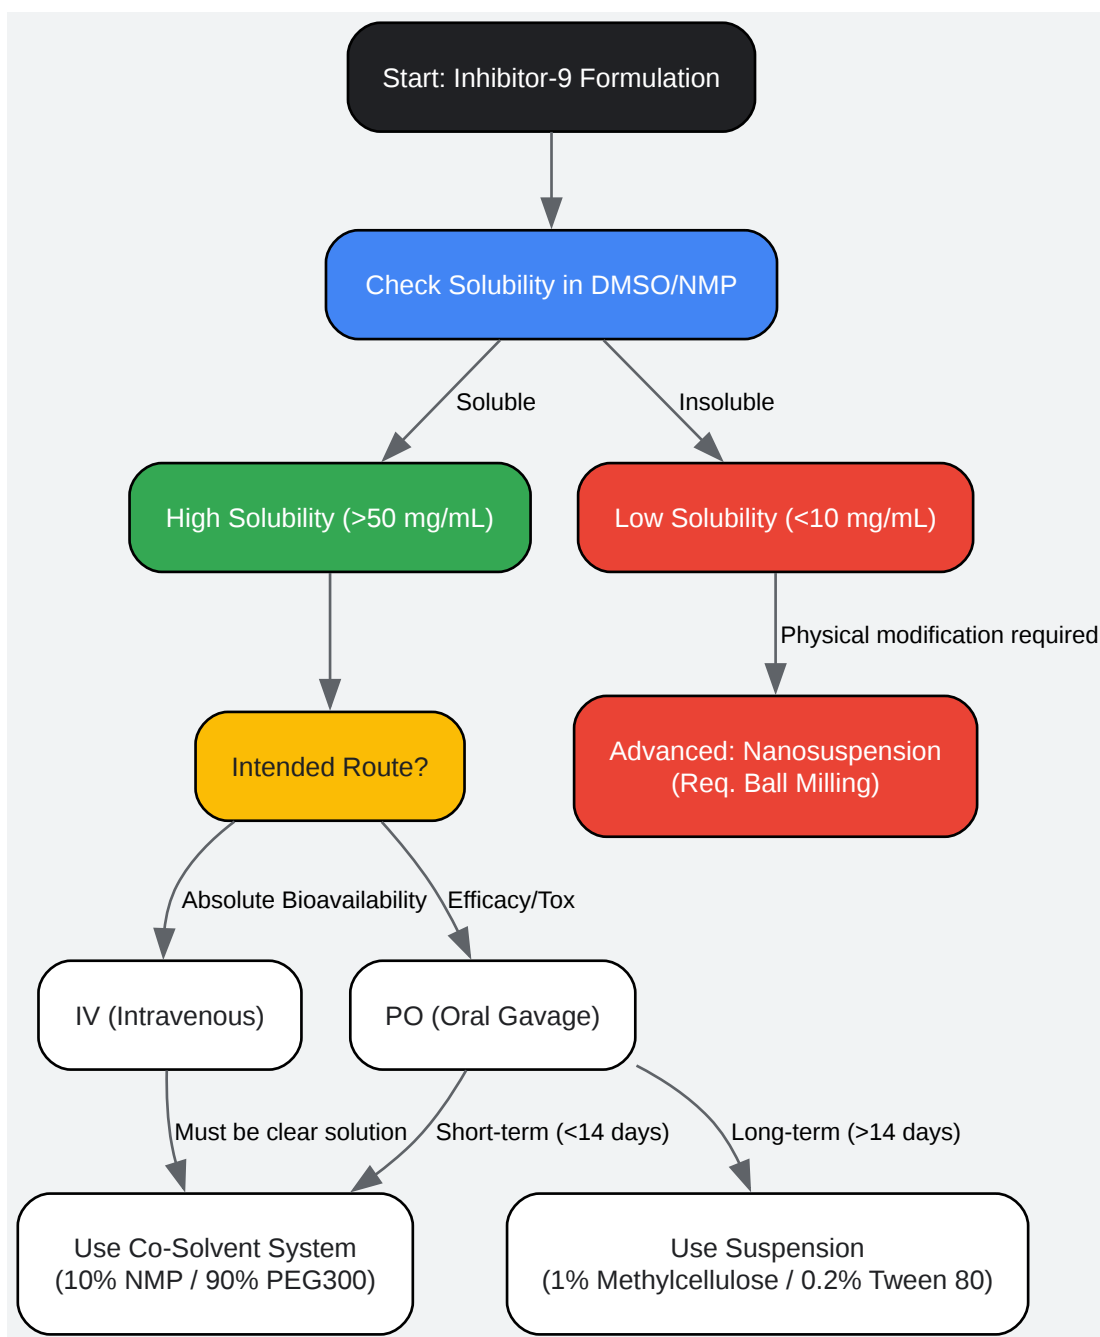 Start: Inhibitor-9 Formulation
Check Solubility in DMSO/NMP
Soluble
Insoluble
High Solubility (>50 mg/mL)
Low Solubility (<10 mg/mL)
Physical modification required
Intended Route?
Advanced: Nanosuspension
(Req. Ball Milling)
Absolute Bioavailability
Efficacy/Tox
IV (Intravenous)
PO (Oral Gavage)
Must be clear solution
Short-term (<14 days)
Long-term (>14 days)
Use Co-Solvent System
(10% NMP / 90% PEG300)
Use Suspension
(1% Methylcellulose / 0.2% Tween 80)